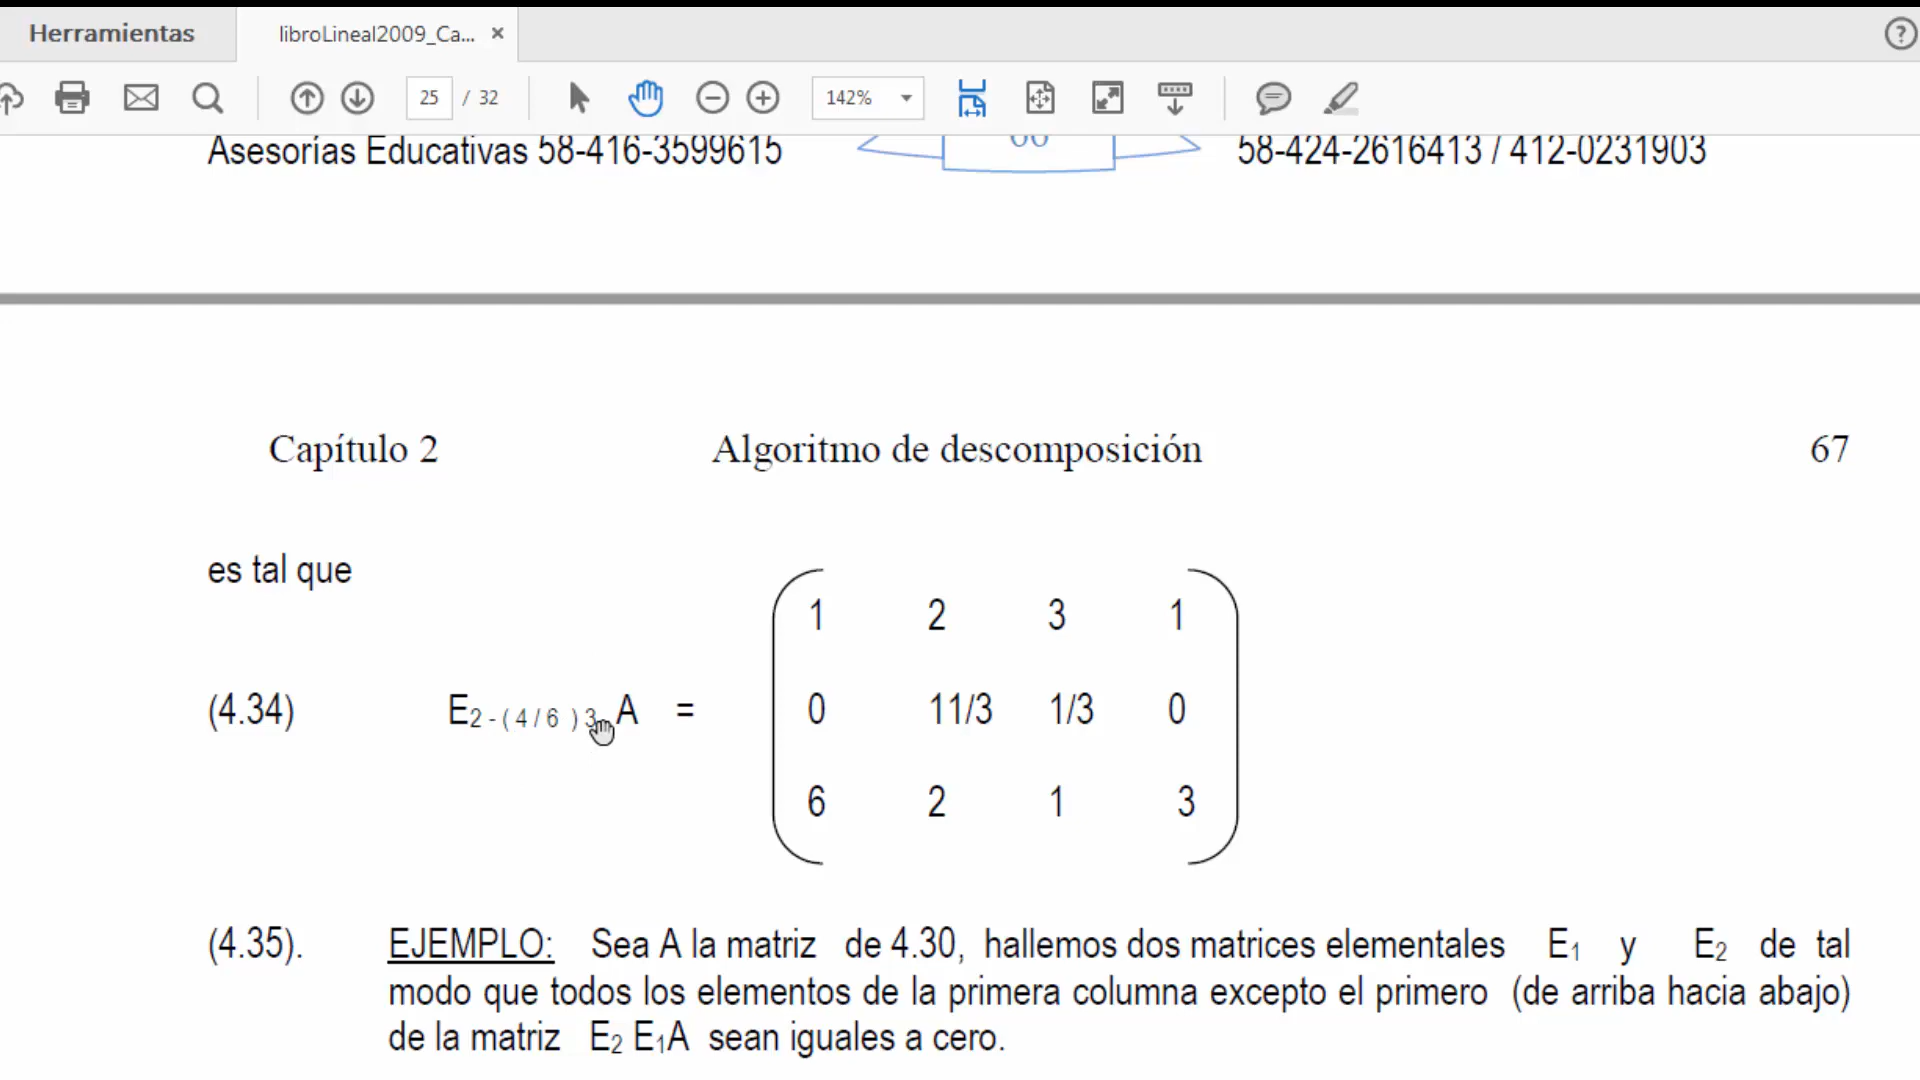 Herramientas libroLineal2009_Ca... ×
25 / 32 142%
Asesorías Educativas 58-416-3599615 58-424-2616413 / 412-0231903
Capítulo 2 Algoritmo de descomposición 67
es tal que
1 2 3 1
(4.34) E2 - ( 4 / 6 ) 3 A = 0 11/3 1/3 0
6 2 1 3
(4.35). EJEMPLO: Sea A la matriz de 4.30, hallemos dos matrices elementales E1 y E2 de tal
modo que todos los elementos de la primera columna excepto el primero (de arriba hacia abajo)
de la matriz E2 E1A sean iguales a cero.